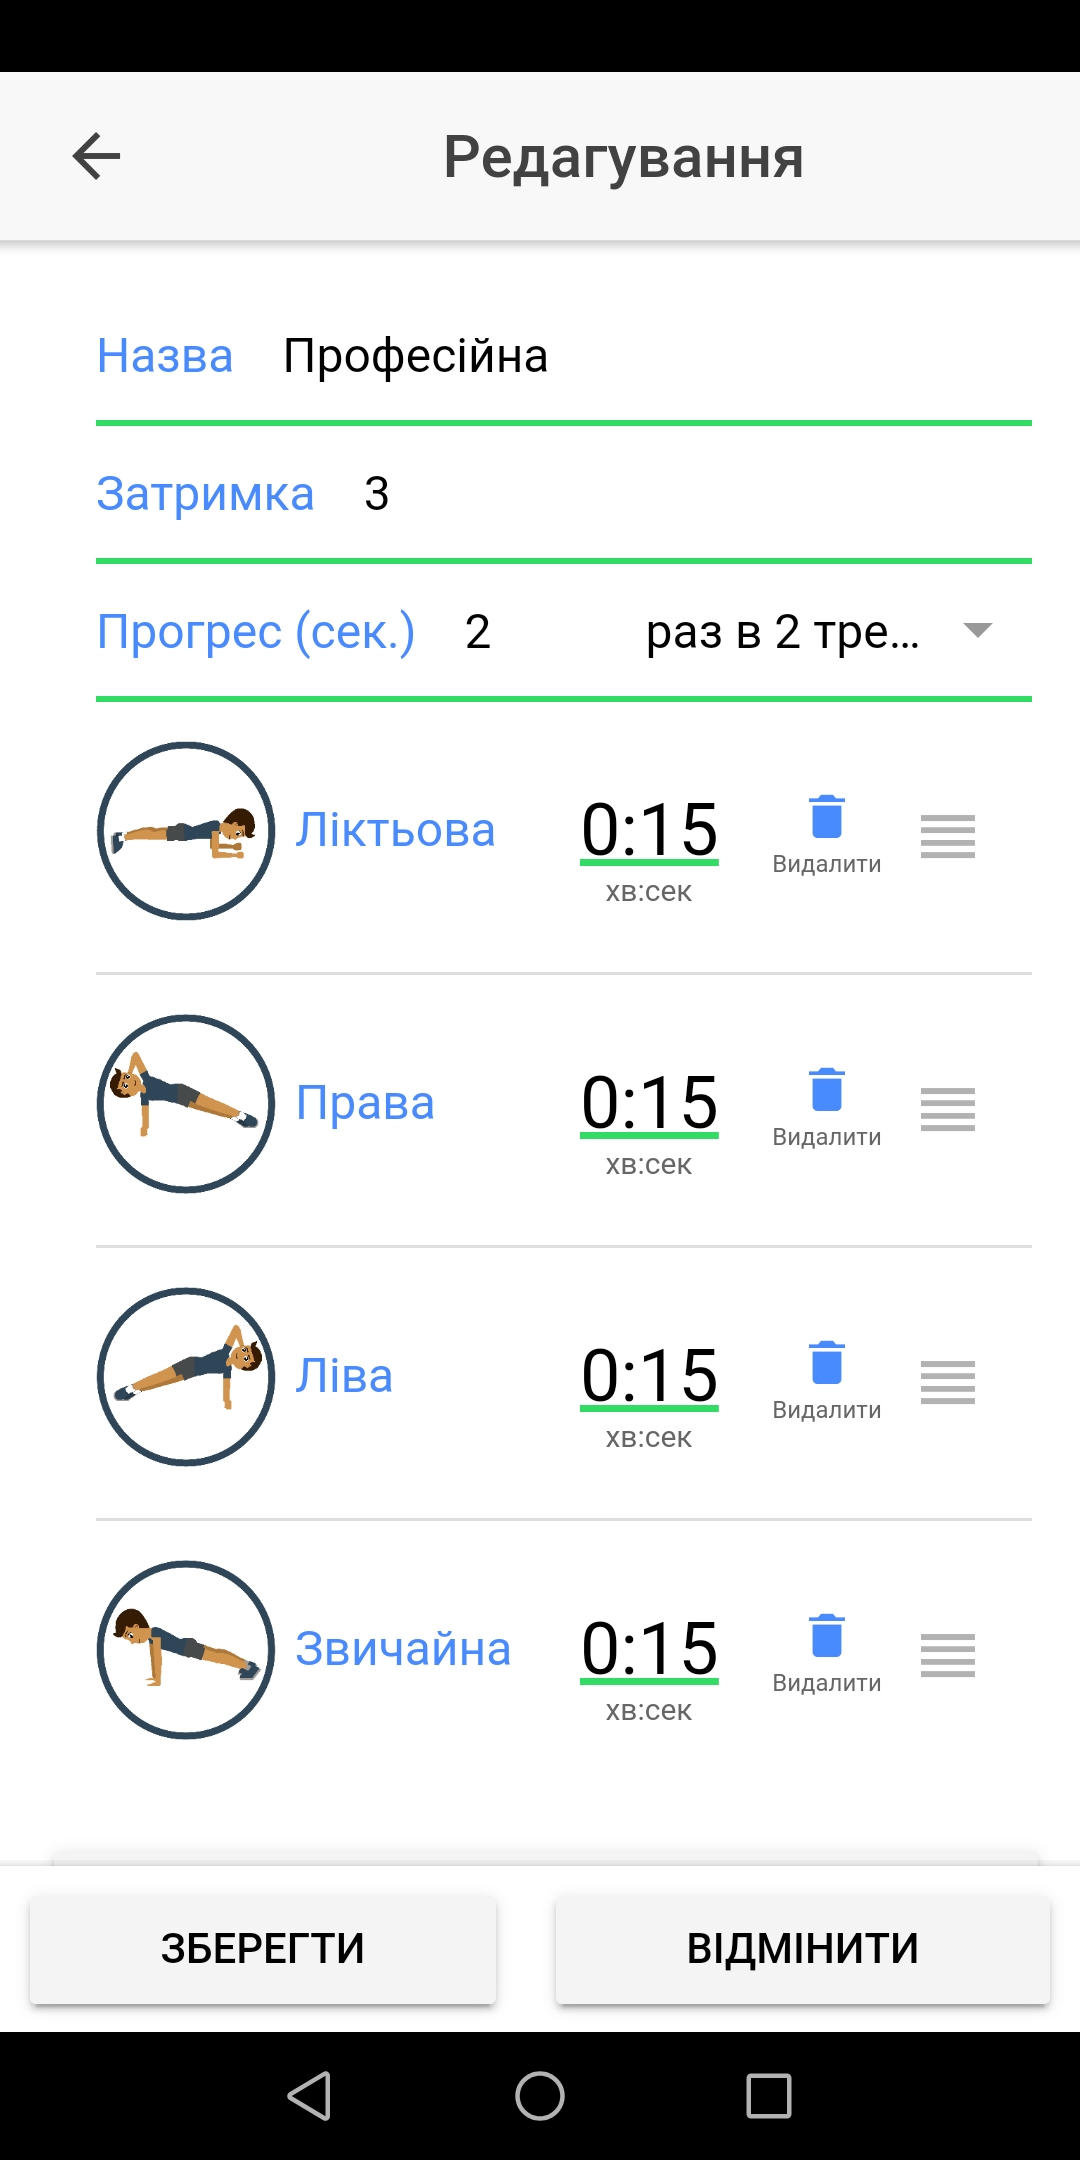 Редагування
Назва Професійна
Затримка 3
Прогрес (сек.) 2 раз в 2 тре...
Ліктьова 0:15 Видалити
хв:сек
Права 0:15 Видалити
хв:сек
Ліва 0:15 Видалити
хв:сек
Звичайна 0:15 Видалити
хв:сек
ЗБЕРЕГТИ ВІДМІНИТИ